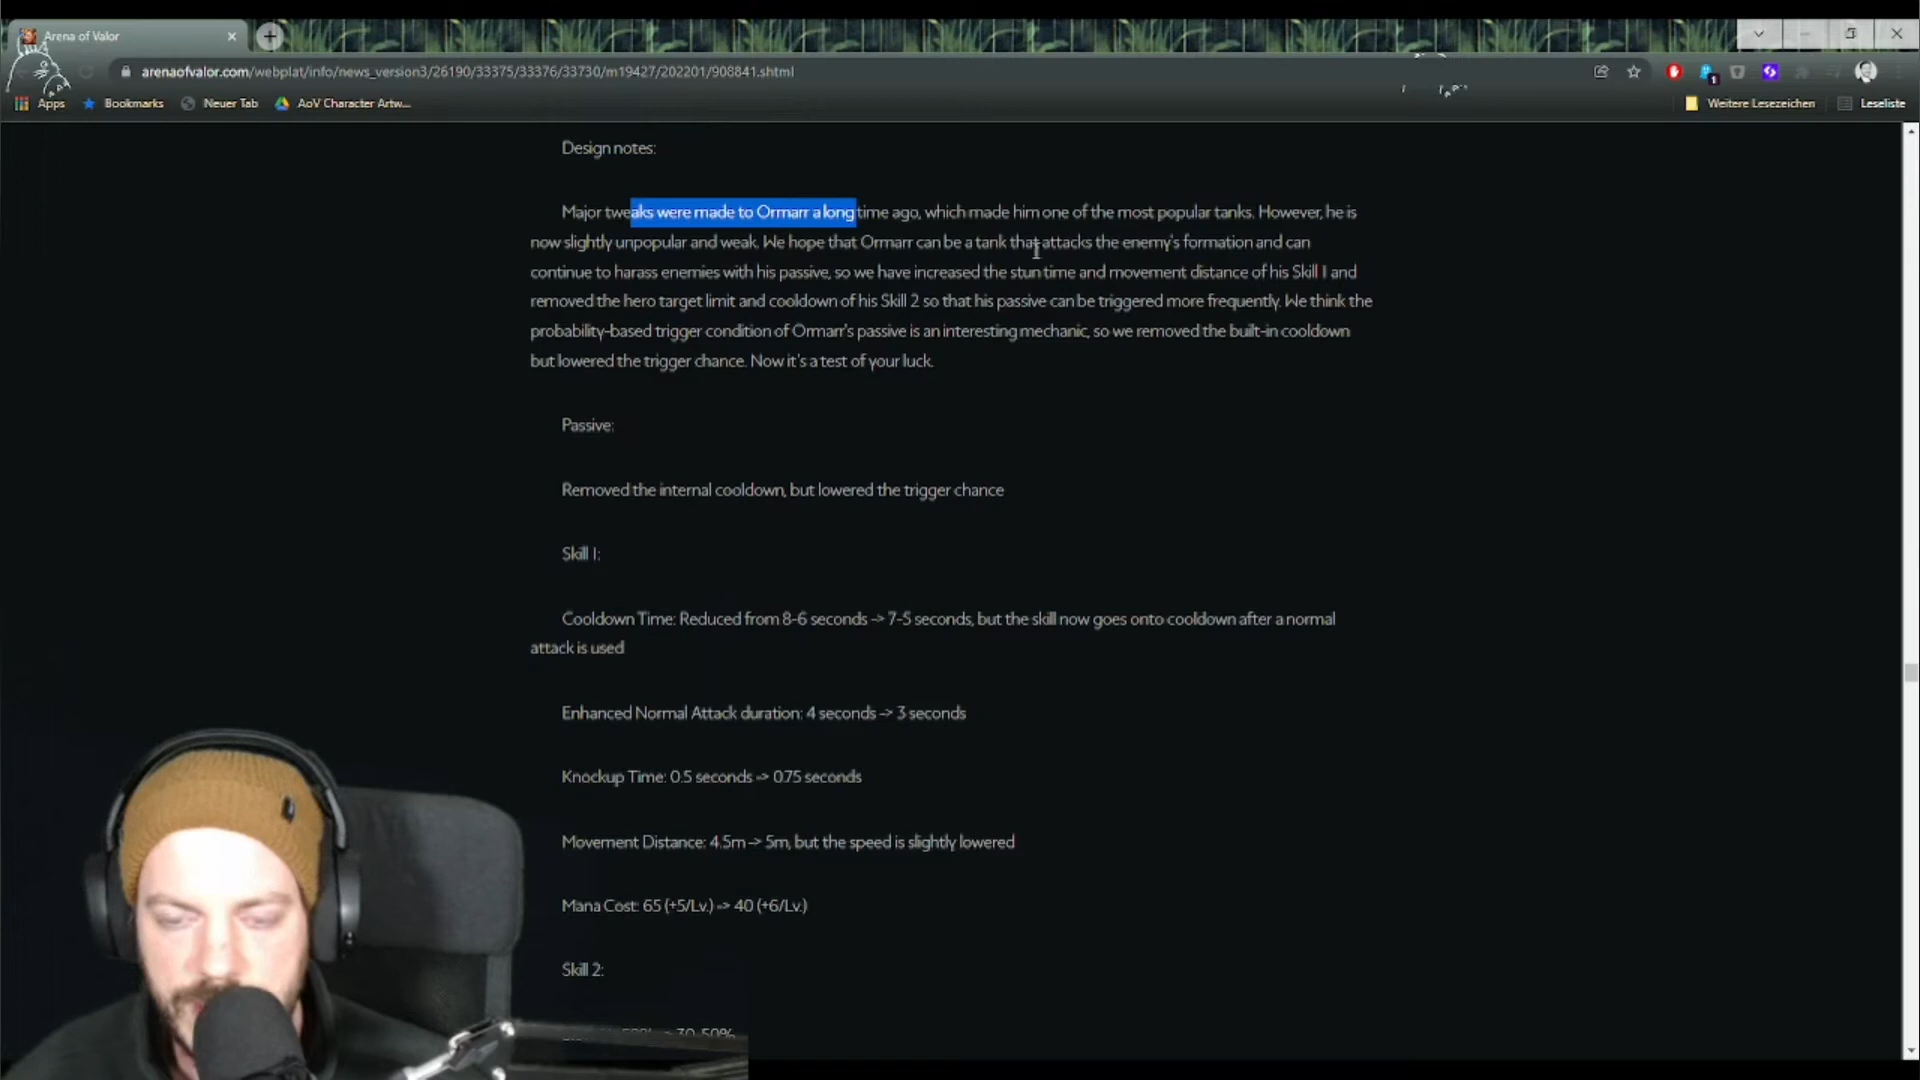 Arena of Valor
arenaofvalor.com/webplat/info/news_version3/26190/33375/33376/33730/m19427/202201/908841.shtml
1
Apps Bookmarks Neuer Tab AoV Character Artw... Weitere Lesezeichen Leseliste
Design notes:
Major tweaks were made to Ormarr a long time ago, which made him one of the most popular tanks. However, he is
now slightly unpopular and weak. We hope that Ormarr can be a tank that attacks the enemy's formation and can
continue to harass enemies with his passive, so we have increased the stun time and movement distance of his Skill 1 and
removed the hero target limit and cooldown of his Skill 2 so that his passive can be triggered more frequently. We think the
probability-based trigger condition of Ormarr's passive is an interesting mechanic, so we removed the built-in cooldown
but lowered the trigger chance. Now it's a test of your luck.
Passive:
Removed the internal cooldown, but lowered the trigger chance
Skill 1:
Cooldown Time: Reduced from 8-6 seconds -> 7-5 seconds, but the skill now goes onto cooldown after a normal
attack is used
Enhanced Normal Attack duration: 4 seconds -> 3 seconds
Knockup Time: 0.5 seconds -> 0.75 seconds
Movement Distance: 4.5m -> 5m, but the speed is slightly lowered
Mana Cost: 65 (+5/Lv.) -> 40 (+6/Lv.)
Skill 2:
30-50%